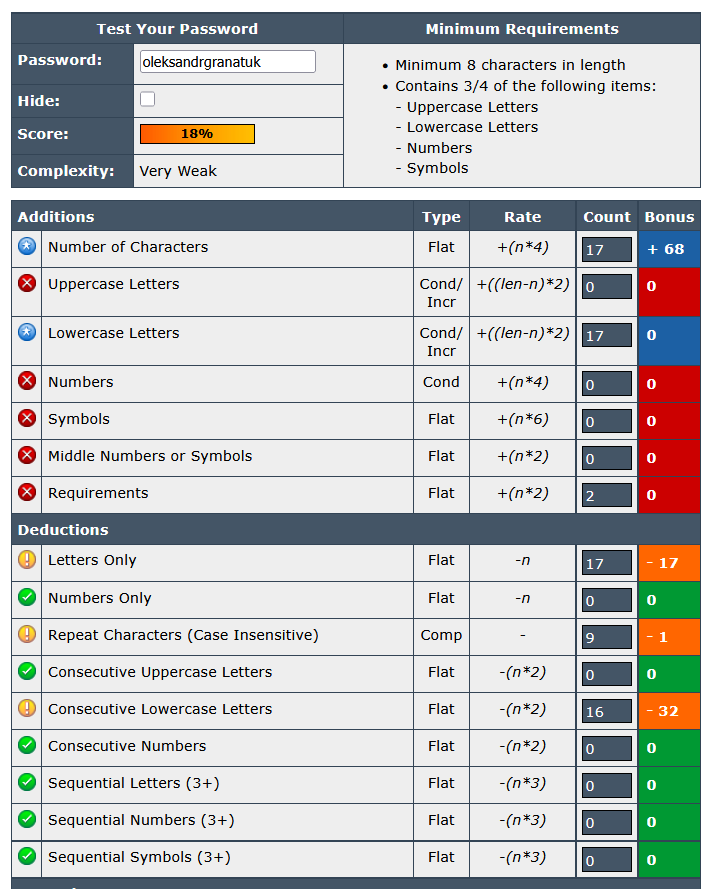 Test Your Password
Minimum Requirements
Password: oleksandrgranatuk
Hide:
Score: 18%
Complexity: Very Weak
• Minimum 8 characters in length
• Contains 3/4 of the following items:
- Uppercase Letters
- Lowercase Letters
- Numbers
- Symbols
Additions Type Rate Count Bonus
Number of Characters Flat +(n*4) 17 + 68
Uppercase Letters Cond/Incr +((len-n)*2) 0 0
Lowercase Letters Cond/Incr +((len-n)*2) 17 0
Numbers Cond +(n*4) 0 0
Symbols Flat +(n*6) 0 0
Middle Numbers or Symbols Flat +(n*2) 0 0
Requirements Flat +(n*2) 2 0
Deductions
Letters Only Flat -n 17 - 17
Numbers Only Flat -n 0 0
Repeat Characters (Case Insensitive) Comp - 9 - 1
Consecutive Uppercase Letters Flat -(n*2) 0 0
Consecutive Lowercase Letters Flat -(n*2) 16 - 32
Consecutive Numbers Flat -(n*2) 0 0
Sequential Letters (3+) Flat -(n*3) 0 0
Sequential Numbers (3+) Flat -(n*3) 0 0
Sequential Symbols (3+) Flat -(n*3) 0 0